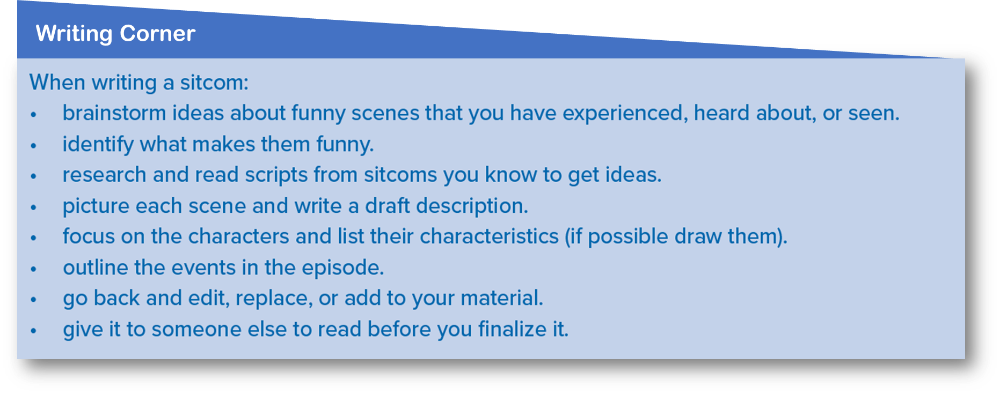 Writing Corner
When writing a sitcom:
• brainstorm ideas about funny scenes that you have experienced, heard about, or seen.
• identify what makes them funny.
• research and read scripts from sitcoms you know to get ideas.
• picture each scene and write a draft description.
• focus on the characters and list their characteristics (if possible draw them).
• outline the events in the episode.
• go back and edit, replace, or add to your material.
• give it to someone else to read before you finalize it.